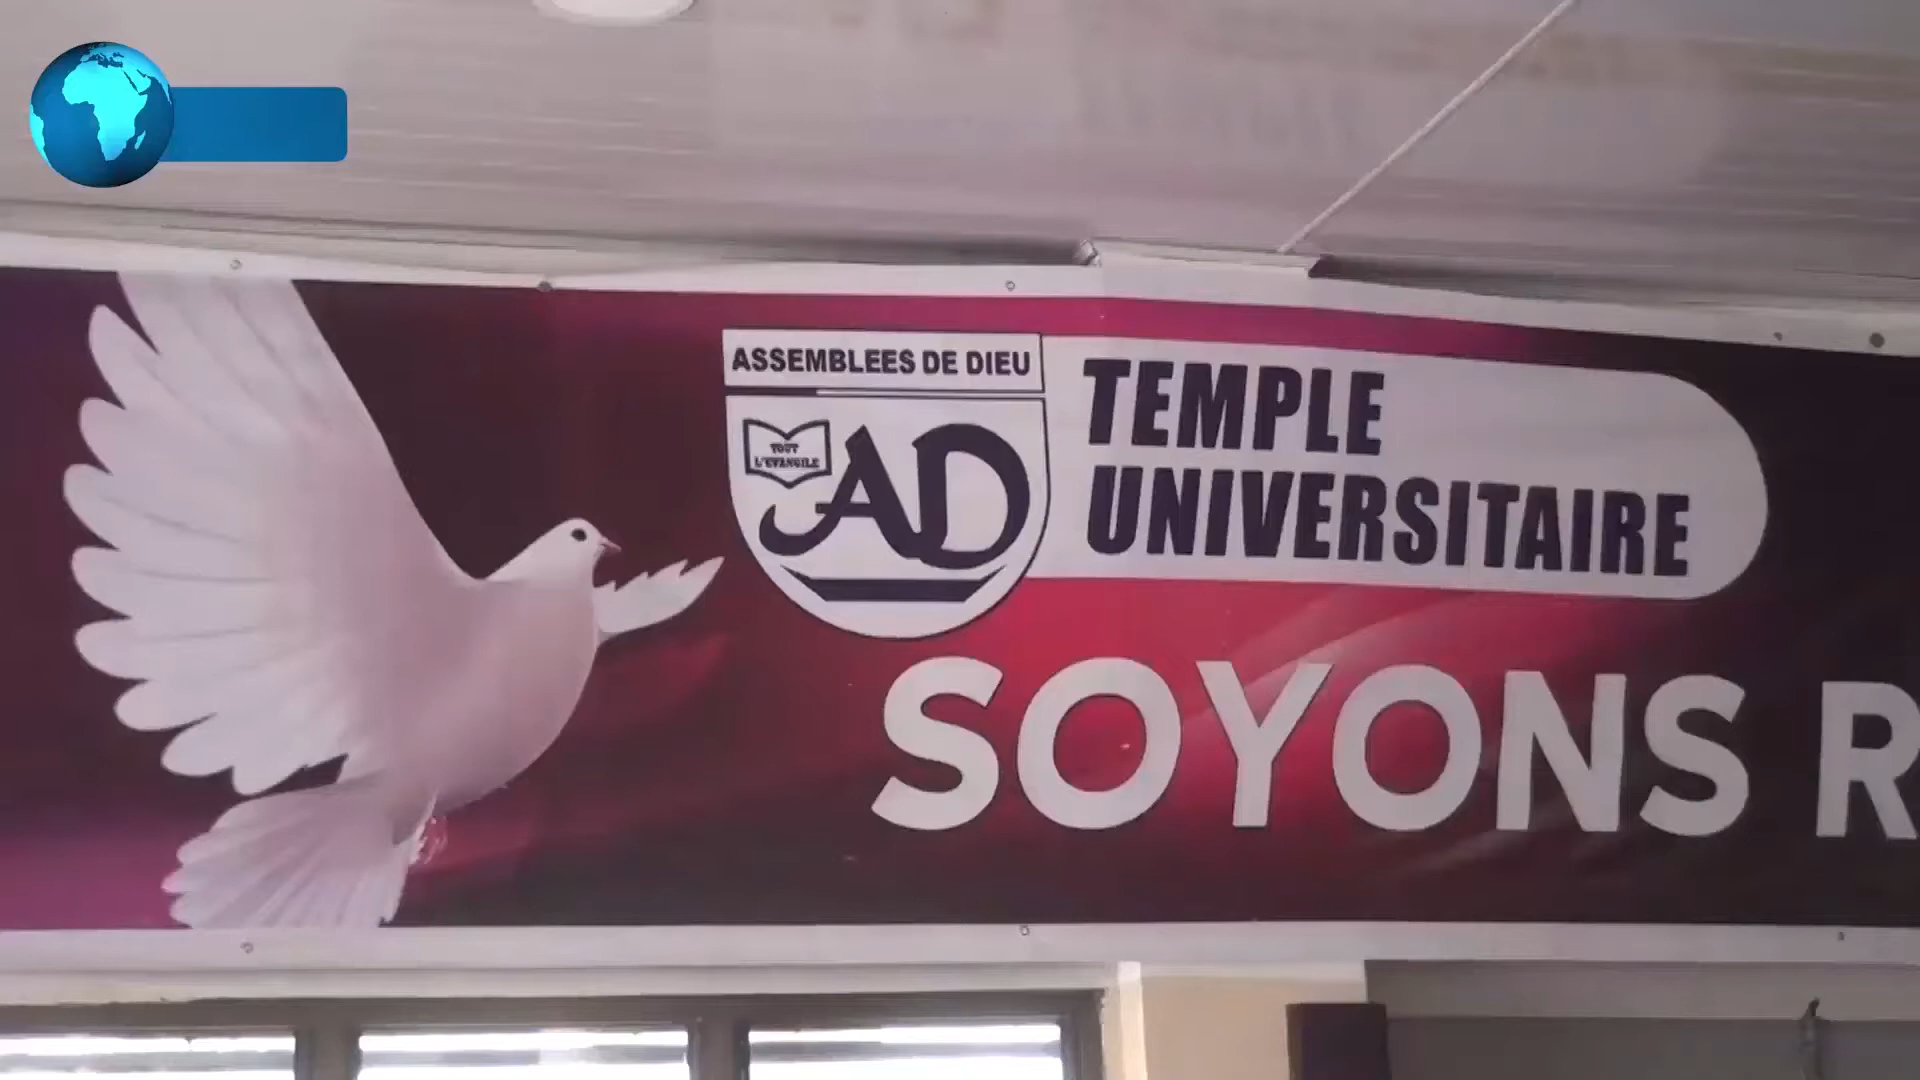 ASSEMBLEES DE DIEU
TOUT
L'EVANGILE
AD
TEMPLE
UNIVERSITAIRE
SOYONS R